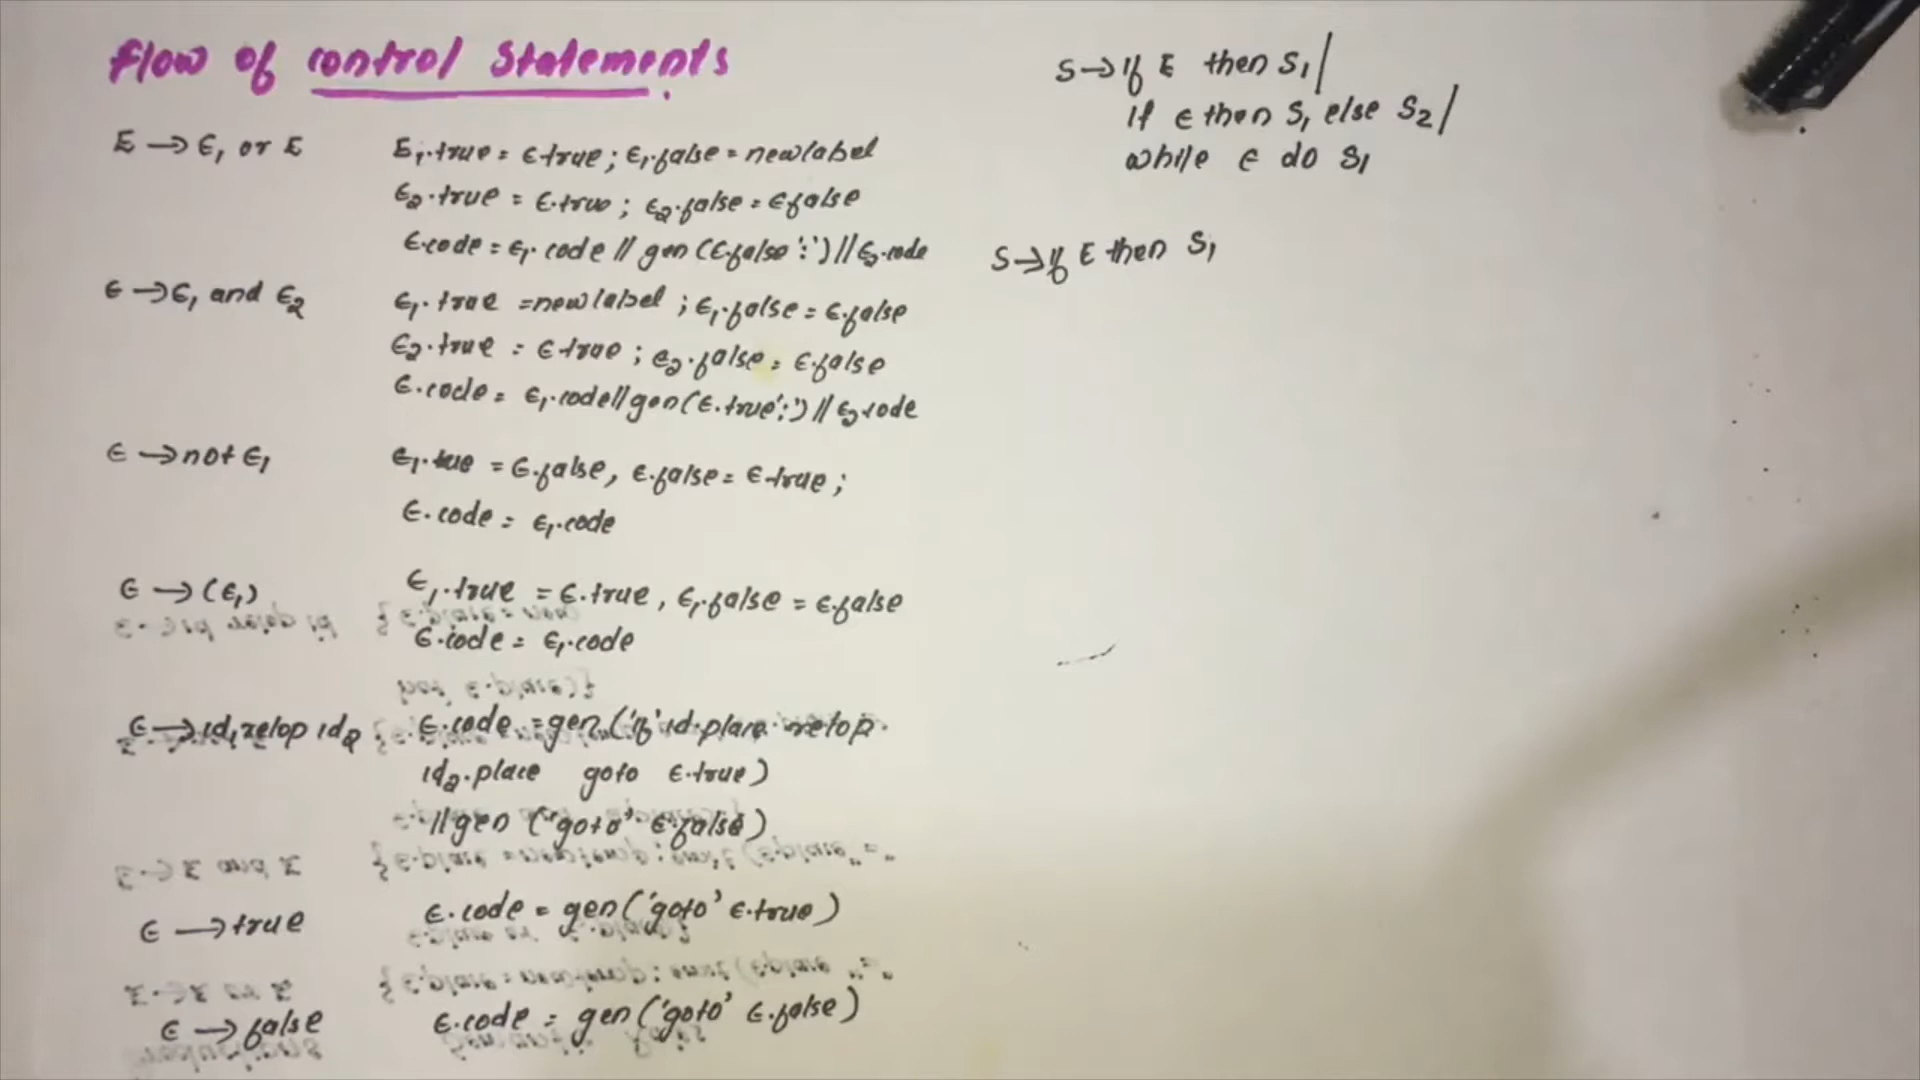 Flow of control Statements
E → E1 or E E1.true = E.true ; E1.false = newlabel
E2.true = E.true ; E2.false = E.false
E.code = E1.code // gen (E.false ':') // E2.code
E → E1 and E2 E1.true = newlabel ; E1.false = E.false
E2.true = E.true ; E2.false = E.false
E.code = E1.code // gen (E.true ':') // E2.code
E → not E1 E1.tue = E.false, E.false = E.true ;
E.code = E1.code
E → (E1) E1.true = E.true, E1.false = E.false
E.code = E1.code
E → id1 relop id2 E.code = gen ('if' id.place relop.
id2.place goto E.true)
// gen ("goto" E.false)
E → true E.code = gen ('goto' E.true)
E → false E.code = gen ('goto' E.false)
S → If E then S1 |
If E then S1 else S2 |
while E do S1
S → If E then S1